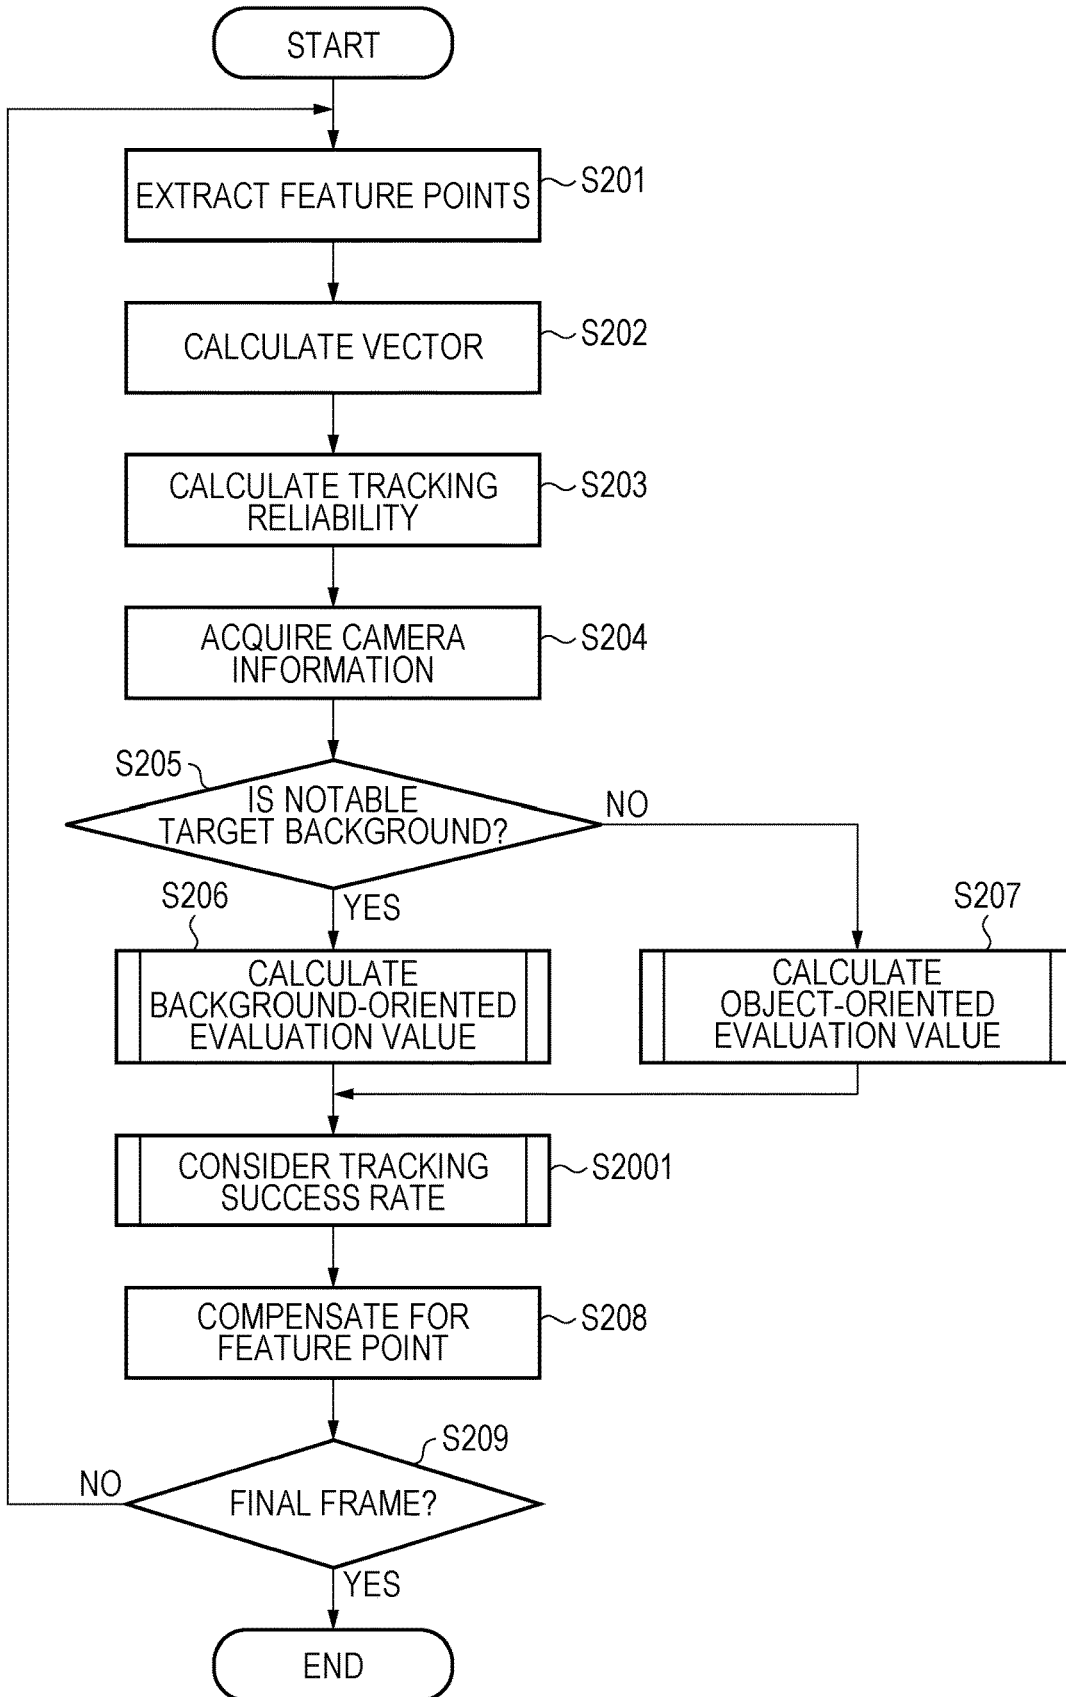 START
EXTRACT FEATURE POINTS
S201
CALCULATE VECTOR
S202
CALCULATE TRACKING
RELIABILITY
S203
ACQUIRE CAMERA
INFORMATION
S204
S205
IS NOTABLE
TARGET BACKGROUND?
NO
YES
S206
CALCULATE
BACKGROUND-ORIENTED
EVALUATION VALUE
S207
CALCULATE
OBJECT-ORIENTED
EVALUATION VALUE
CONSIDER TRACKING
SUCCESS RATE
S2001
COMPENSATE FOR
FEATURE POINT
S208
S209
FINAL FRAME?
NO
YES
END